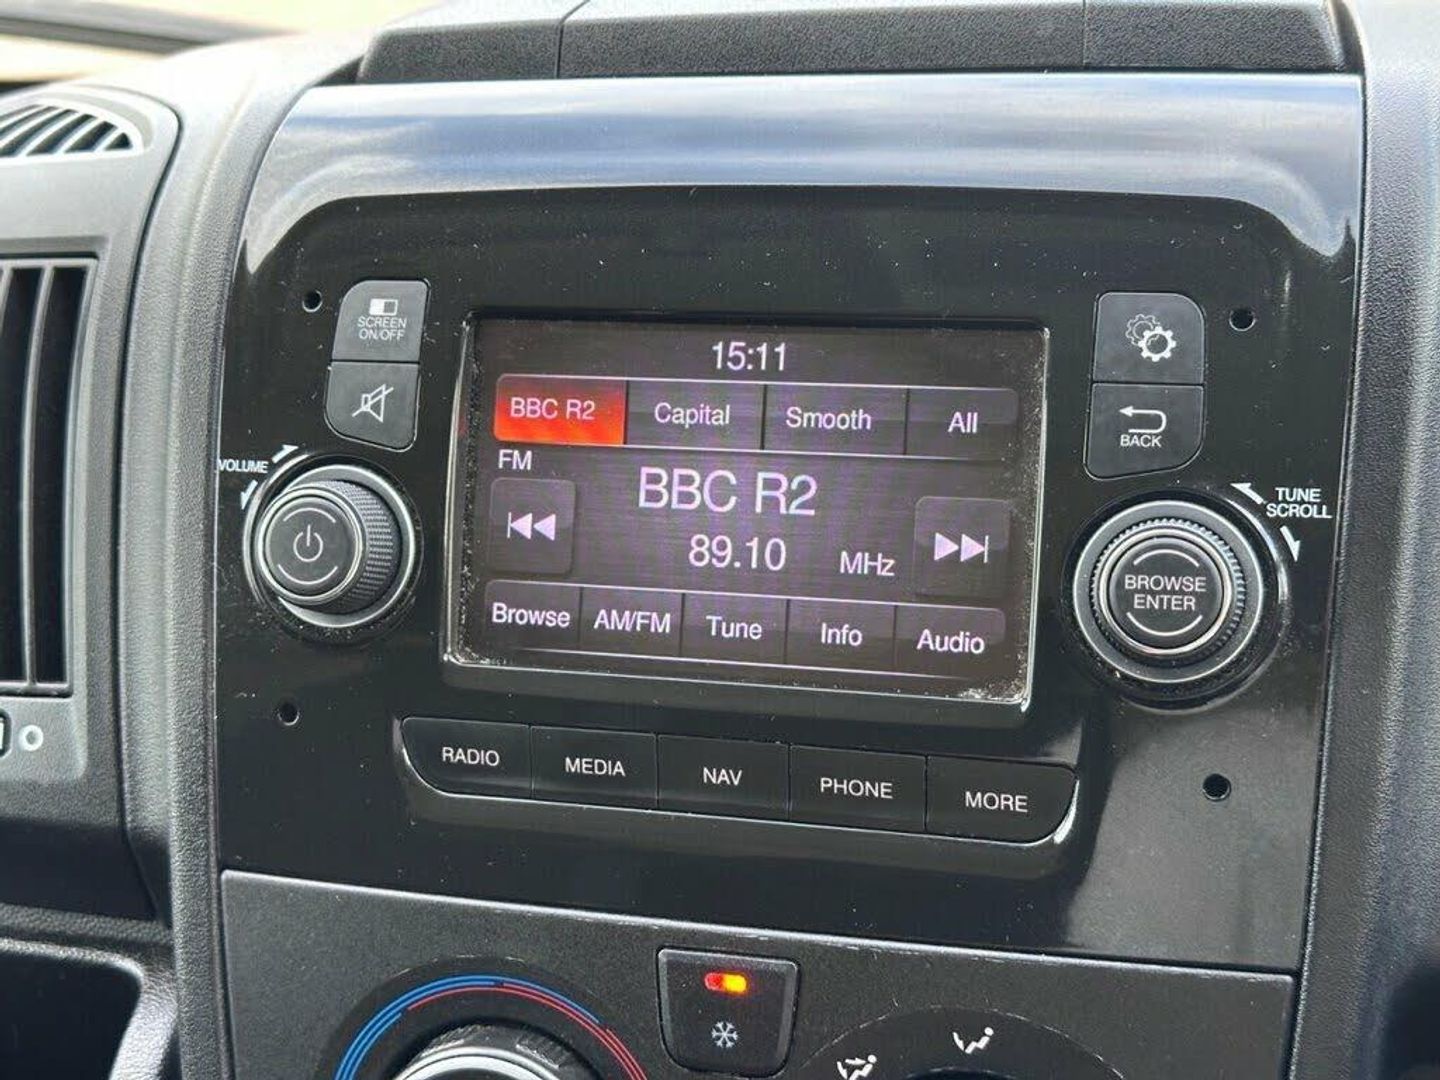 SCREEN
ON/OFF
15:11
BBC R2 Capital Smooth All
FM
BBC R2
89.10 MHz
Browse AM/FM Tune Info Audio
VOLUME
BACK
TUNE
SCROLL
BROWSE
ENTER
RADIO MEDIA NAV PHONE MORE